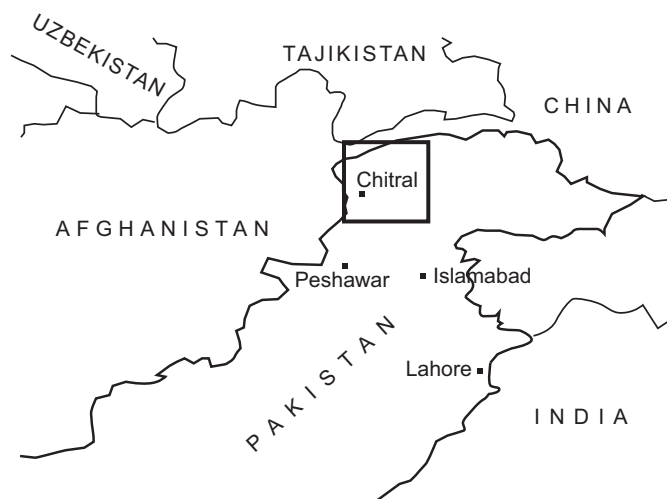 UZBEKISTAN
TAJIKISTAN
CHINA
Chitral
AFGHANISTAN
Peshawar
Islamabad
PAKISTAN
Lahore
INDIA